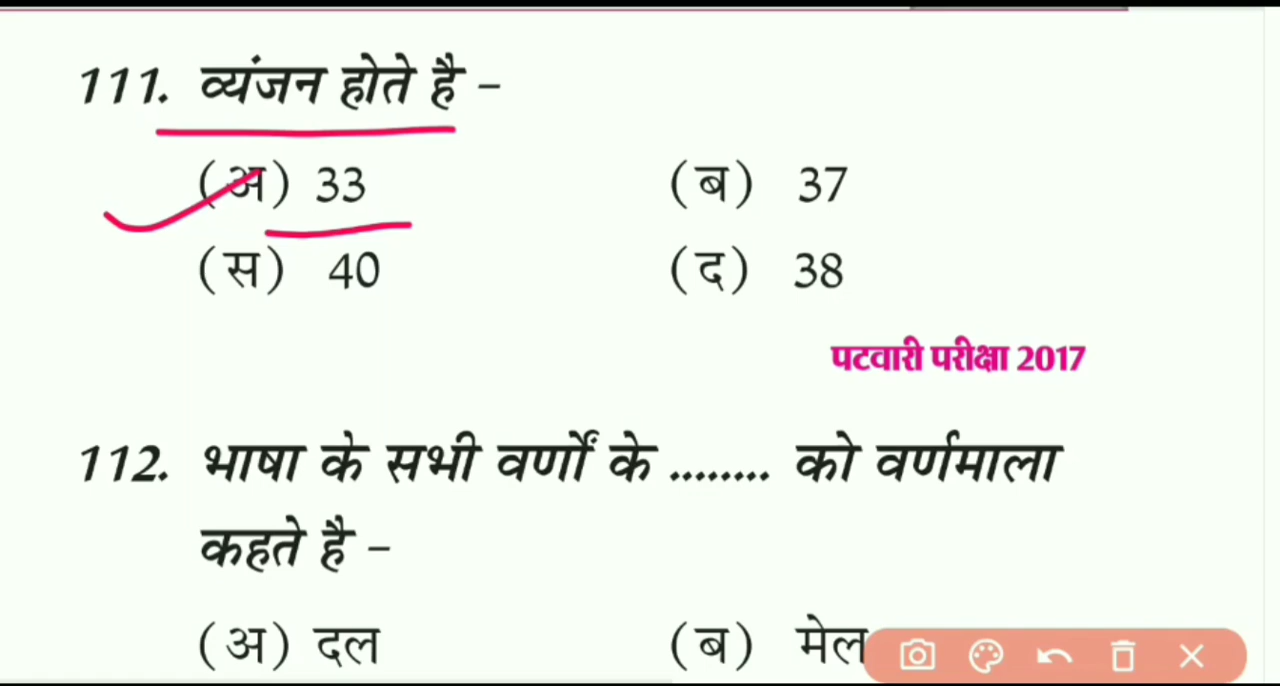 111. व्यंजन होते है -
(अ) 33 (ब) 37
(स) 40 (द) 38
पटवारी परीक्षा 2017
112. भाषा के सभी वर्णों के ........ को वर्णमाला
कहते है -
(अ) दल (ब) मेल